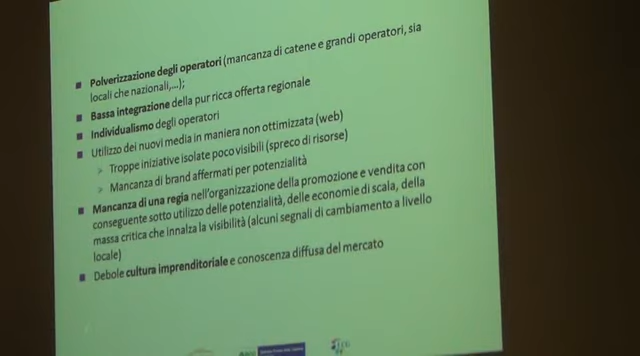 Polverizzazione degli operatori (mancanza di catene e grandi operatori, sia
locali che nazionali,...);
Bassa integrazione della pur ricca offerta regionale
Individualismo degli operatori
Utilizzo dei nuovi media in maniera non ottimizzata (web)
Troppe iniziative isolate poco visibili (spreco di risorse)
Mancanza di brand affermati per potenzialità
Mancanza di una regia nell'organizzazione della promozione e vendita con
conseguente sotto utilizzo delle potenzialità, delle economie di scala, della
massa critica che innalza la visibilità (alcuni segnali di cambiamento a livello
locale)
Debole cultura imprenditoriale e conoscenza diffusa del mercato